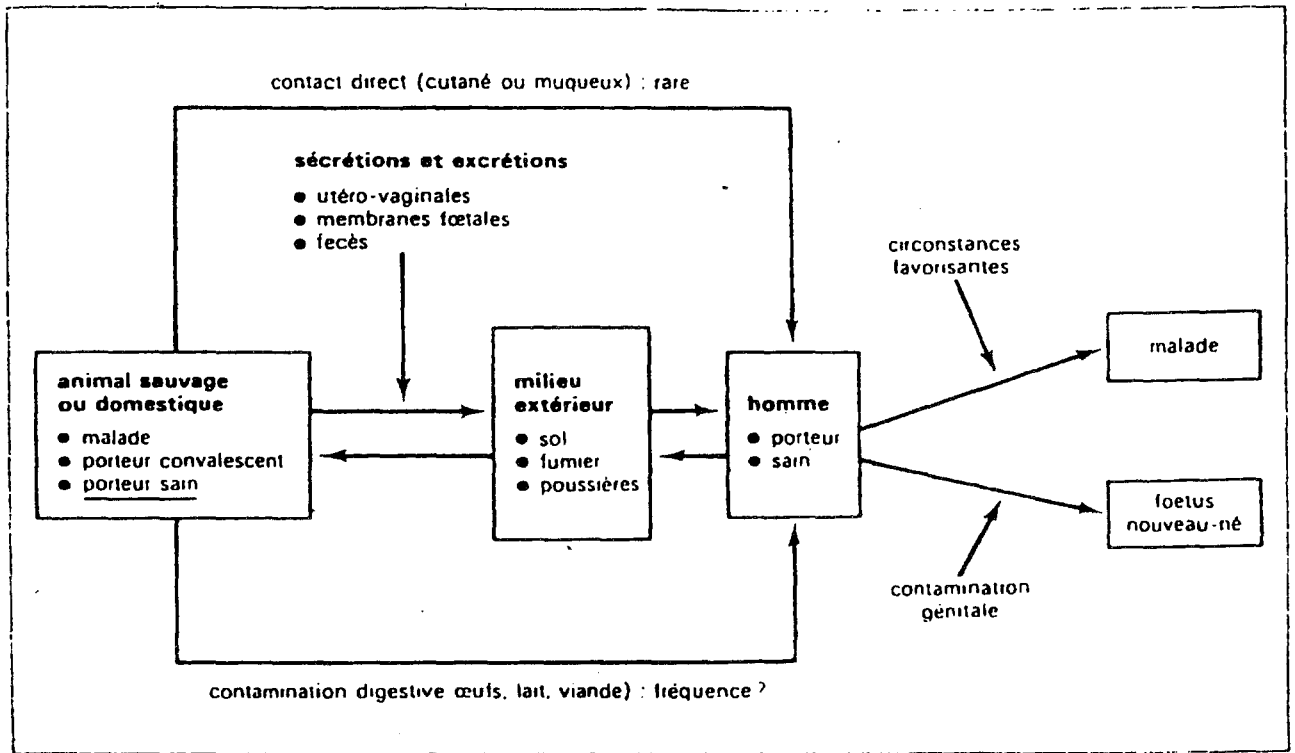 contact direct (cutané ou muqueux) : rare
sécrétions et excrétions
● utéro-vaginales
● membranes fœtales
● fecès
circonstances
favorisantes
animal sauvage
ou domestique
● malade
● porteur convalescent
● porteur sain
milieu
extérieur
● sol
● fumier
● poussières
homme
● porteur
● sain
malade
foetus
nouveau-né
contamination
génitale
contamination digestive œufs, lait, viande) : fréquence ?